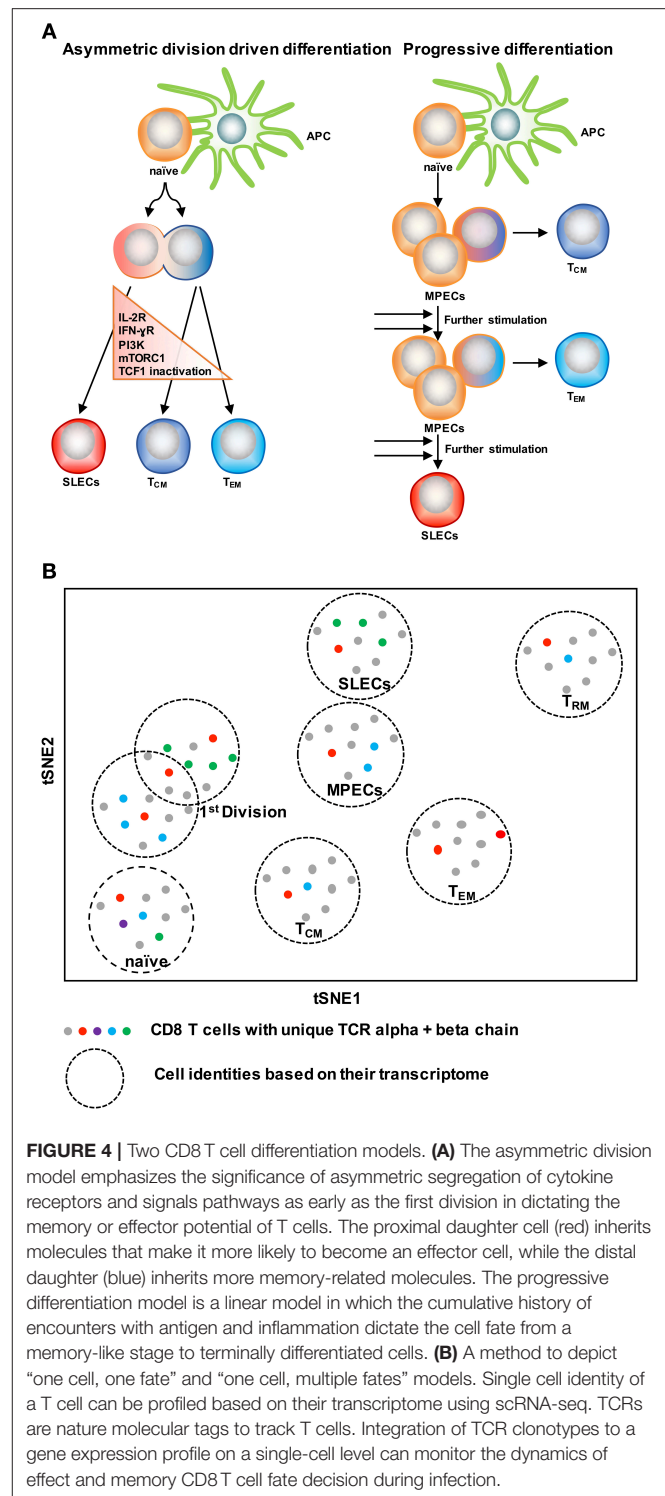 A
Asymmetric division driven differentiation
Progressive differentiation
APC
naïve
IL-2R
IFN-ɣR
PI3K
mTORC1
TCF1 inactivation
SLECs
TCM
TEM
APC
naïve
MPECs
TCM
Further stimulation
MPECs
TEM
Further stimulation
SLECs
B
tSNE2
SLECs
TRM
MPECs
1st Division
TEM
TCM
naïve
tSNE1
CD8 T cells with unique TCR alpha + beta chain
Cell identities based on their transcriptome
FIGURE 4 | Two CD8 T cell differentiation models. (A) The asymmetric division
model emphasizes the significance of asymmetric segregation of cytokine
receptors and signals pathways as early as the first division in dictating the
memory or effector potential of T cells. The proximal daughter cell (red) inherits
molecules that make it more likely to become an effector cell, while the distal
daughter (blue) inherits more memory-related molecules. The progressive
differentiation model is a linear model in which the cumulative history of
encounters with antigen and inflammation dictate the cell fate from a
memory-like stage to terminally differentiated cells. (B) A method to depict
“one cell, one fate” and “one cell, multiple fates” models. Single cell identity of
a T cell can be profiled based on their transcriptome using scRNA-seq. TCRs
are nature molecular tags to track T cells. Integration of TCR clonotypes to a
gene expression profile on a single-cell level can monitor the dynamics of
effect and memory CD8 T cell fate decision during infection.